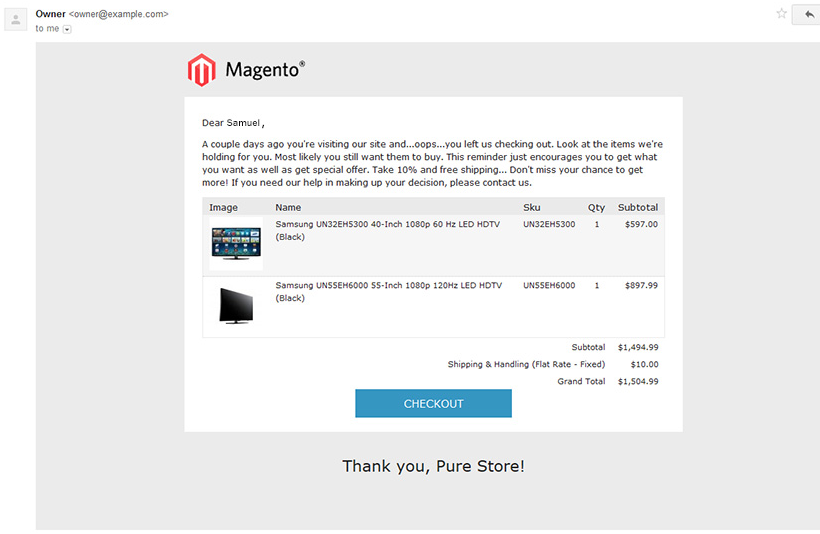 Owner <owner@example.com>
to me
Magento®
Dear Samuel,
A couple days ago you're visiting our site and...oops...you left us checking out. Look at the items we're
holding for you. Most likely you still want them to buy. This reminder just encourages you to get what
you want as well as get special offer. Take 10% and free shipping... Don't miss your chance to get
more! If you need our help in making up your decision, please contact us.
Image Name Sku Qty Subtotal
Samsung UN32EH5300 40-Inch 1080p 60 Hz LED HDTV UN32EH5300 1 $597.00
(Black)
Samsung UN55EH6000 55-Inch 1080p 120Hz LED HDTV UN55EH6000 1 $897.99
(Black)
Subtotal $1,494.99
Shipping & Handling (Flat Rate - Fixed) $10.00
Grand Total $1,504.99
CHECKOUT
Thank you, Pure Store!